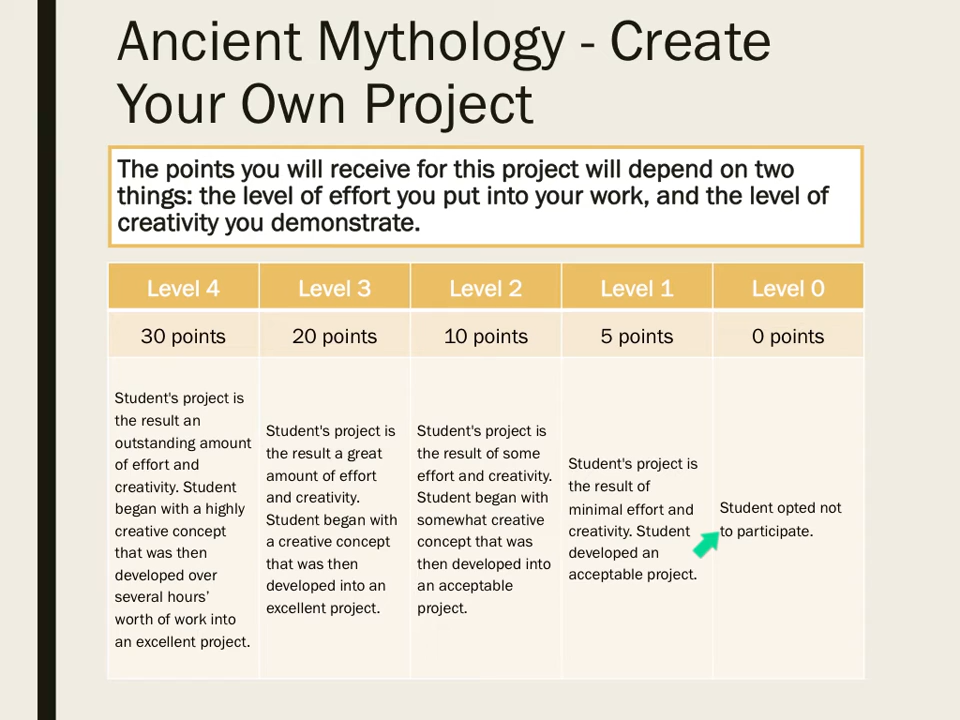 Ancient Mythology - Create
Your Own Project
The points you will receive for this project will depend on two
things: the level of effort you put into your work, and the level of
creativity you demonstrate.
Level 4
Level 3
Level 2
Level 1
Level 0
30 points
20 points
10 points
5 points
0 points
Student's project is
the result an
outstanding amount
of effort and
creativity. Student
began with a highly
creative concept
that was then
developed over
several hours’
worth of work into
an excellent project.
Student's project is
the result a great
amount of effort
and creativity.
Student began with
a creative concept
that was then
developed into an
excellent project.
Student's project is
the result of some
effort and creativity.
Student began with
somewhat creative
concept that was
then developed into
an acceptable
project.
Student's project is
the result of
minimal effort and
creativity. Student
developed an
acceptable project.
Student opted not
to participate.